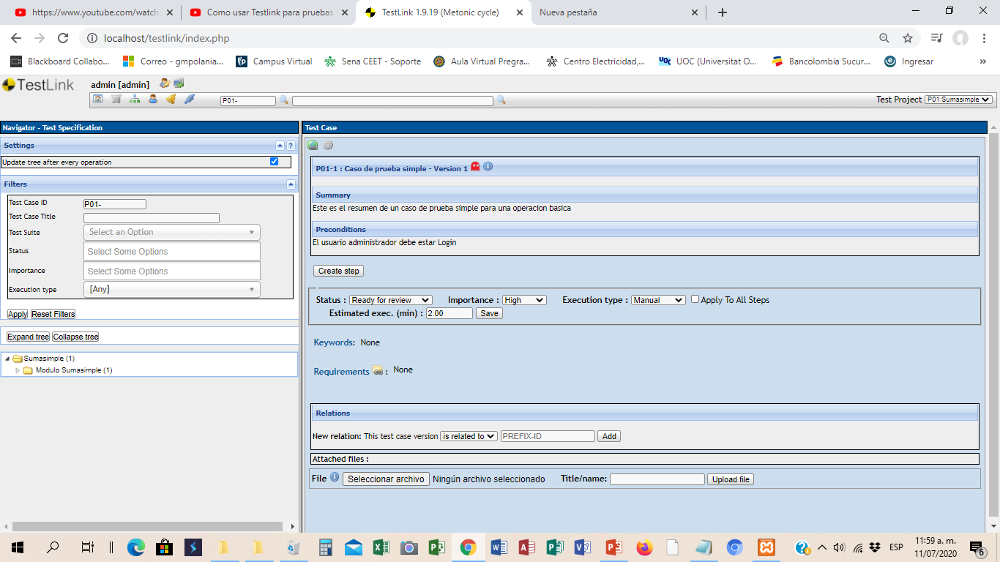 https://www.youtube.com/watch
Como usar Testlink para pruebas
TestLink 1.9.19 (Metonic cycle)
Nueva pestaña
localhost/testlink/index.php
Blackboard Collabo...
Correo - gmpolania...
Campus Virtual
Sena CEET - Soporte
Aula Virtual Pregra...
Centro Electricidad,...
UOC (Universitat O...
Bancolombia Sucur...
Ingresar
TestLink
admin [admin]
P01-
Test Project P01:Sumasimple
Navigator - Test Specification
Settings
Update tree after every operation
Filters
Test Case ID P01-
Test Case Title
Test Suite Select an Option
Status Select Some Options
Importance Select Some Options
Execution type [Any]
Apply Reset Filters
Expand tree Collapse tree
Sumasimple (1)
Modulo Sumasimple (1)
Test Case
P01-1 : Caso de prueba simple - Version 1
Summary
Este es el resumen de un caso de prueba simple para una operacion basica
Preconditions
El usuario administrador debe estar Login
Create step
Status : Ready for review Importance : High Execution type : Manual Apply To All Steps
Estimated exec. (min) : 2.00 Save
Keywords: None
Requirements : None
Relations
New relation: This test case version is related to PREFIX-ID Add
Attached files :
File Seleccionar archivo Ningún archivo seleccionado Title/name: Upload file
ESP
11:59 a. m.
11/07/2020
6